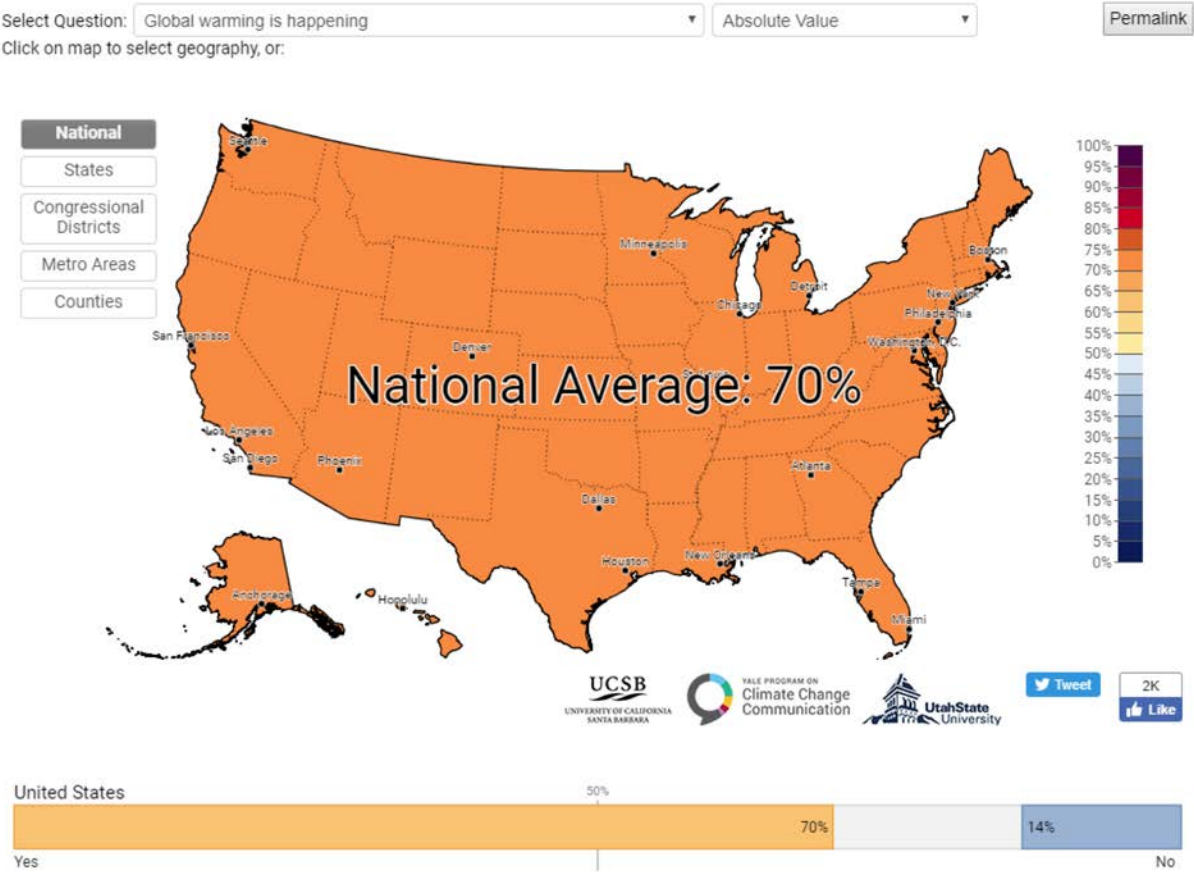 Select Question: Global warming is happening Absolute Value Permalink
Click on map to select geography, or:
National
States
Congressional
Districts
Metro Areas
Counties
Seattle
Minneapolis
Boston
Detroit
New York
Chicago
Philadelphia
San Francisco
Washington, D.C.
Denver
National Average: 70%
Los Angeles
San Diego
Phoenix
Atlanta
Dallas
Houston
New Orleans
Tampa
Anchorage
Honolulu
Miami
100%
95%
90%
85%
80%
75%
70%
65%
60%
55%
50%
45%
40%
35%
30%
25%
20%
15%
10%
5%
0%
UCSB
UNIVERSITY OF CALIFORNIA
SANTA BARBARA
YALE PROGRAM ON
Climate Change
Communication
UtahState
University
Tweet
2K
Like
United States
50%
70%
14%
Yes
No